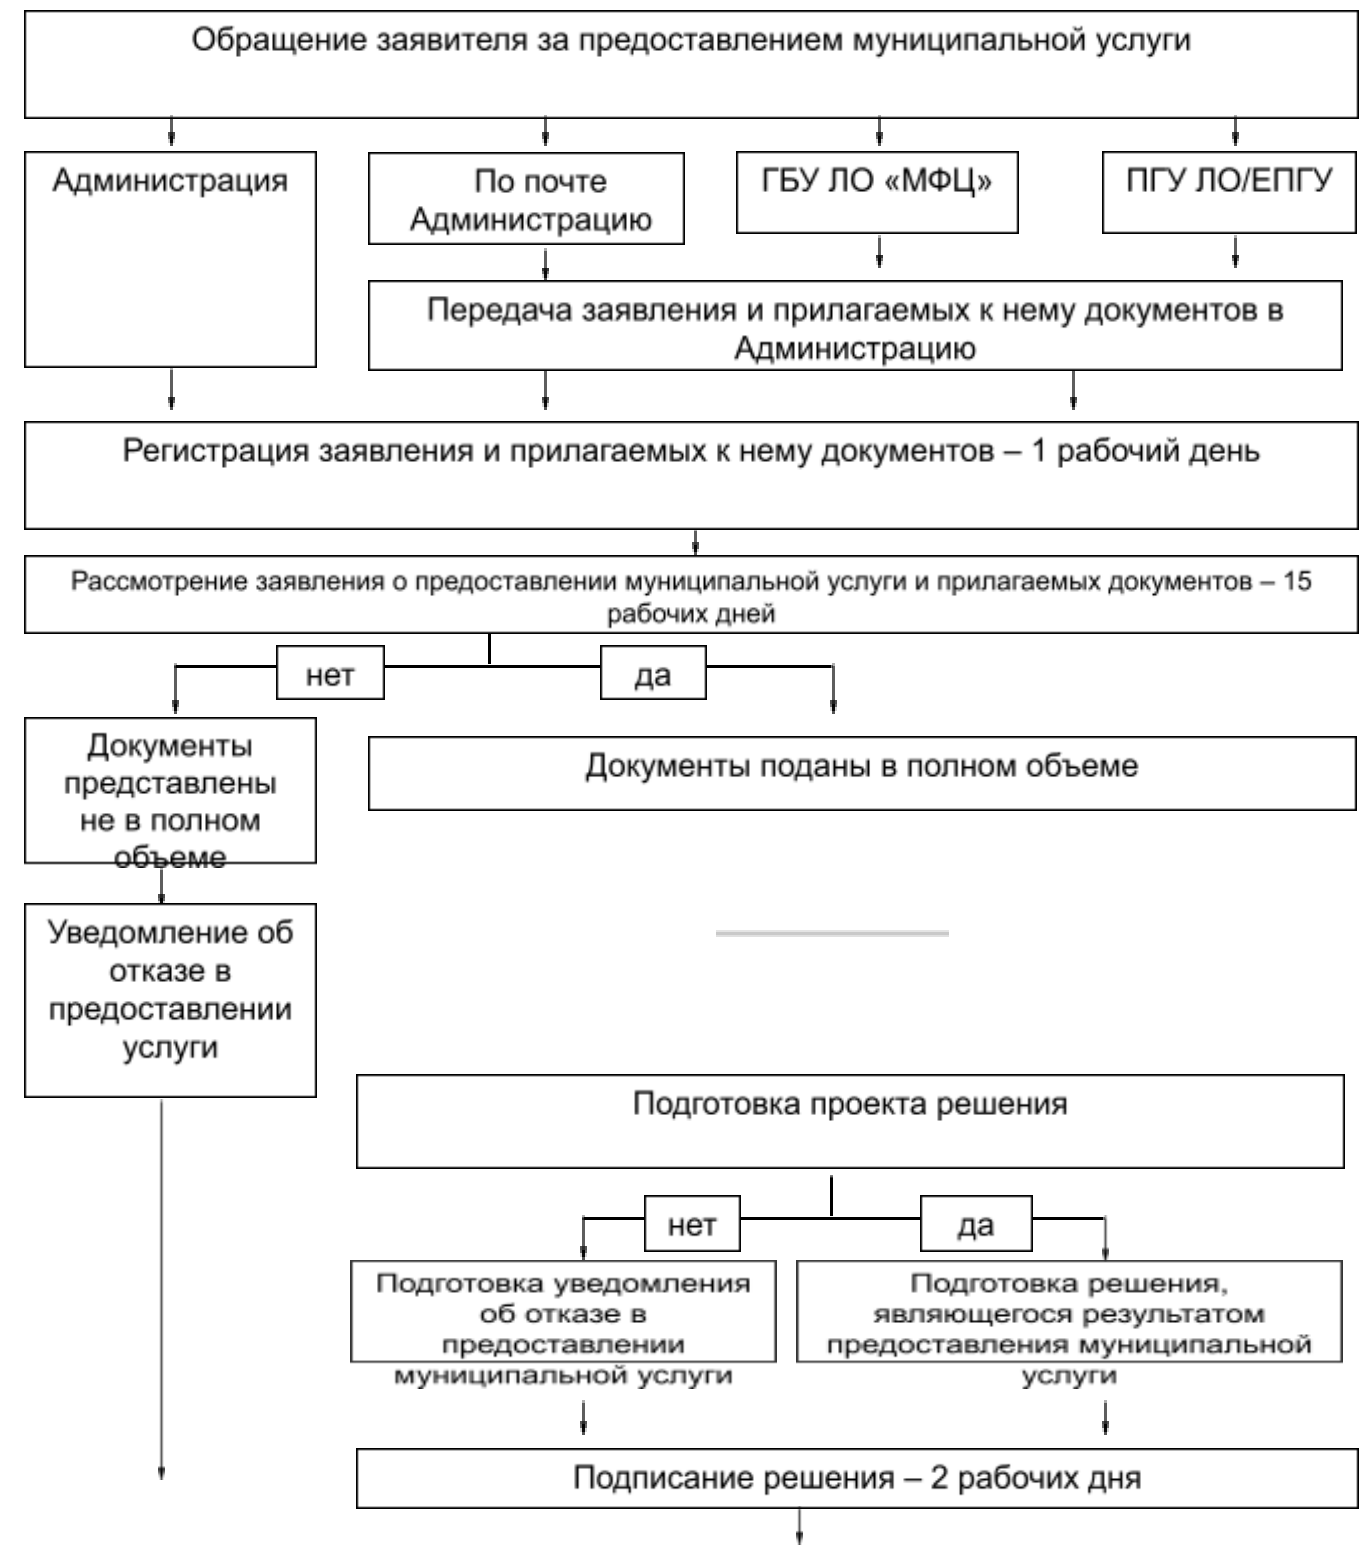 Обращение заявителя за предоставлением муниципальной услуги
Администрация
По почте
Администрацию
ГБУ ЛО «МФЦ»
ПГУ ЛО/ЕПГУ
Передача заявления и прилагаемых к нему документов в
Администрацию
Регистрация заявления и прилагаемых к нему документов – 1 рабочий день
Рассмотрение заявления о предоставлении муниципальной услуги и прилагаемых документов – 15
рабочих дней
нет
да
Документы
представлены
не в полном
объеме
Документы поданы в полном объеме
Уведомление об
отказе в
предоставлении
услуги
Подготовка проекта решения
нет
да
Подготовка уведомления
об отказе в
предоставлении
муниципальной услуги
Подготовка решения,
являющегося результатом
предоставления муниципальной
услуги
Подписание решения – 2 рабочих дня